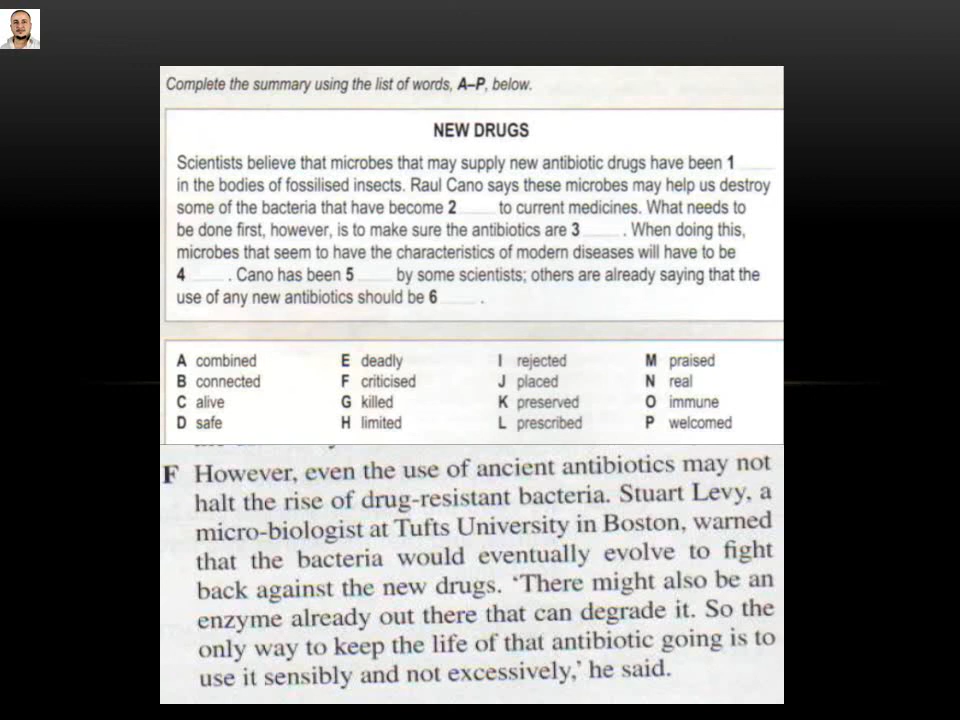 Complete the summary using the list of words, A–P, below.
NEW DRUGS
Scientists believe that microbes that may supply new antibiotic drugs have been 1 ____
in the bodies of fossilised insects. Raul Cano says these microbes may help us destroy
some of the bacteria that have become 2 ____ to current medicines. What needs to
be done first, however, is to make sure the antibiotics are 3 ____ . When doing this,
microbes that seem to have the characteristics of modern diseases will have to be
4 ____ . Cano has been 5 ____ by some scientists; others are already saying that the
use of any new antibiotics should be 6 ____ .
A combined E deadly I rejected M praised
B connected F criticised J placed N real
C alive G killed K preserved O immune
D safe H limited L prescribed P welcomed
F However, even the use of ancient antibiotics may not
halt the rise of drug-resistant bacteria. Stuart Levy, a
micro-biologist at Tufts University in Boston, warned
that the bacteria would eventually evolve to fight
back against the new drugs. ‘There might also be an
enzyme already out there that can degrade it. So the
only way to keep the life of that antibiotic going is to
use it sensibly and not excessively,’ he said.